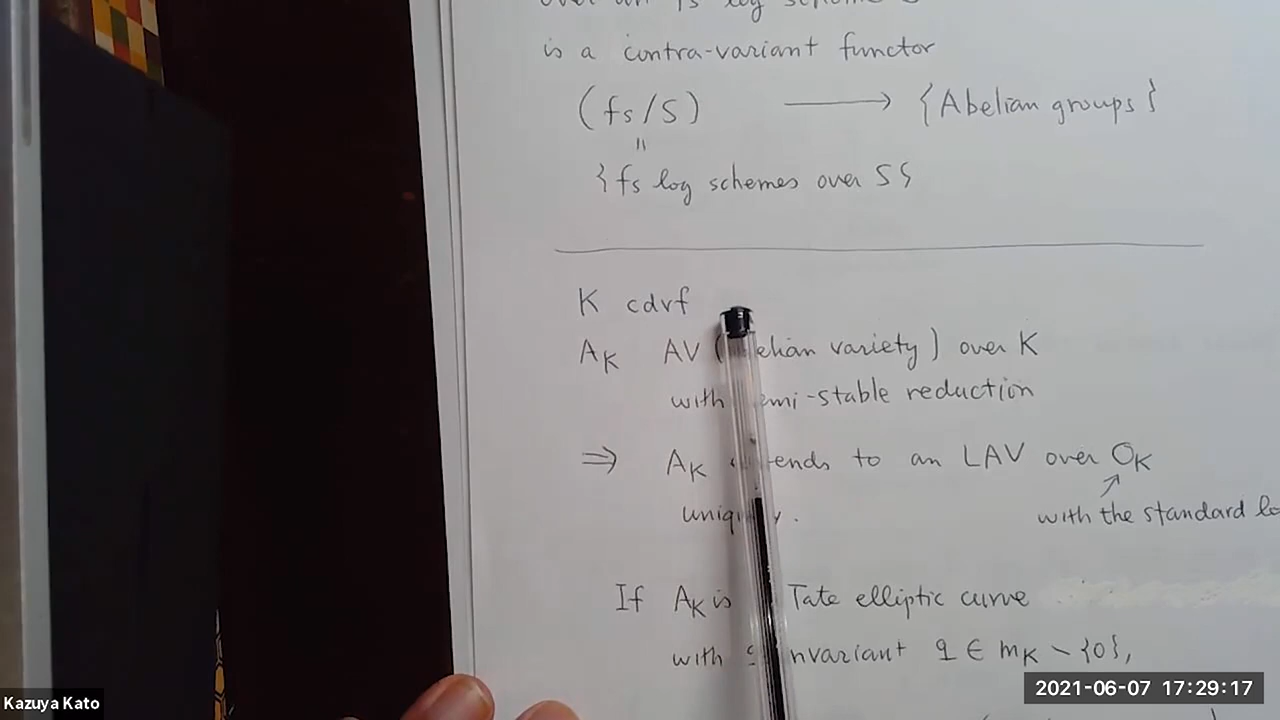 is a contra-variant functor
(fs/S) ⟶ {Abelian groups}
=
{fs log schemes over S}
K cdvf
A_K AV ( elian variety ) over K
with emi-stable reduction
⇒ A_K ends to an LAV over O_K
↗
with the standard lo
If A_K is Tate elliptic curve
with nvariant q ∈ m_K ∖ {0},
2021-06-07 17:29:17
Kazuya Kato